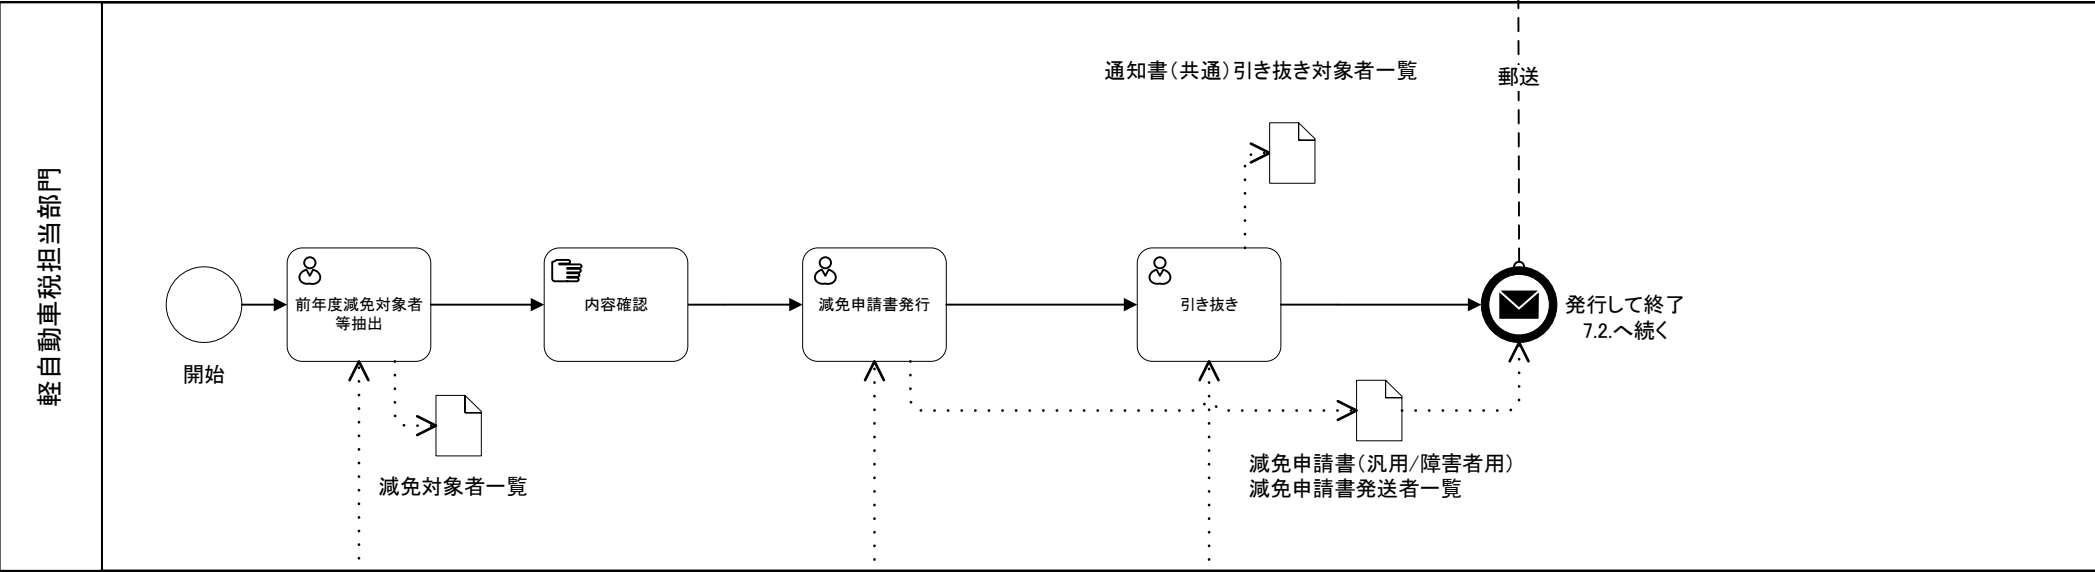 軽自動車税担当部門
通知書（共通）引き抜き対象者一覧
郵送
開始
前年度減免対象者
等抽出
内容確認
減免申請書発行
引き抜き
発行して終了
7.2.へ続く
減免対象者一覧
減免申請書（汎用/障害者用）
減免申請書発送者一覧